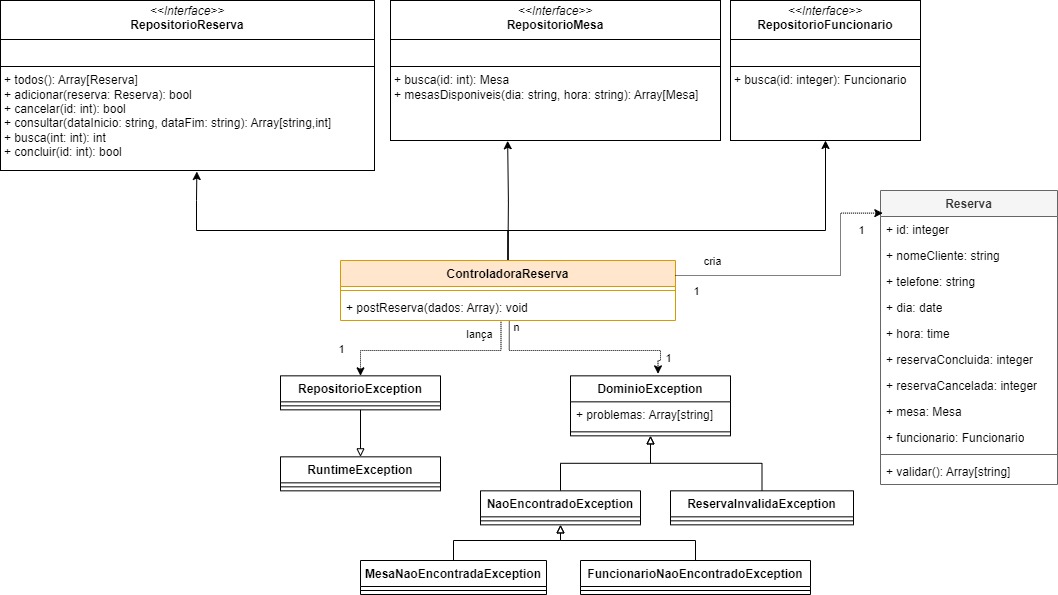 <<Interface>>
RepositorioReserva
+ todos(): Array[Reserva]
+ adicionar(reserva: Reserva): bool
+ cancelar(id: int): bool
+ consultar(dataInicio: string, dataFim: string): Array[string,int]
+ busca(int: int): int
+ concluir(id: int): bool
<<Interface>>
RepositorioMesa
+ busca(id: int): Mesa
+ mesasDisponiveis(dia: string, hora: string): Array[Mesa]
<<Interface>>
RepositorioFuncionario
+ busca(id: integer): Funcionario
Reserva
+ id: integer
+ nomeCliente: string
+ telefone: string
+ dia: date
+ hora: time
+ reservaConcluida: integer
+ reservaCancelada: integer
+ mesa: Mesa
+ funcionario: Funcionario
+ validar(): Array[string]
1
cria
1
ControladoraReserva
+ postReserva(dados: Array): void
lança
n
1
1
RepositorioException
RuntimeException
DominioException
+ problemas: Array[string]
NaoEncontradoException
ReservaInvalidaException
MesaNaoEncontradaException
FuncionarioNaoEncontradoException